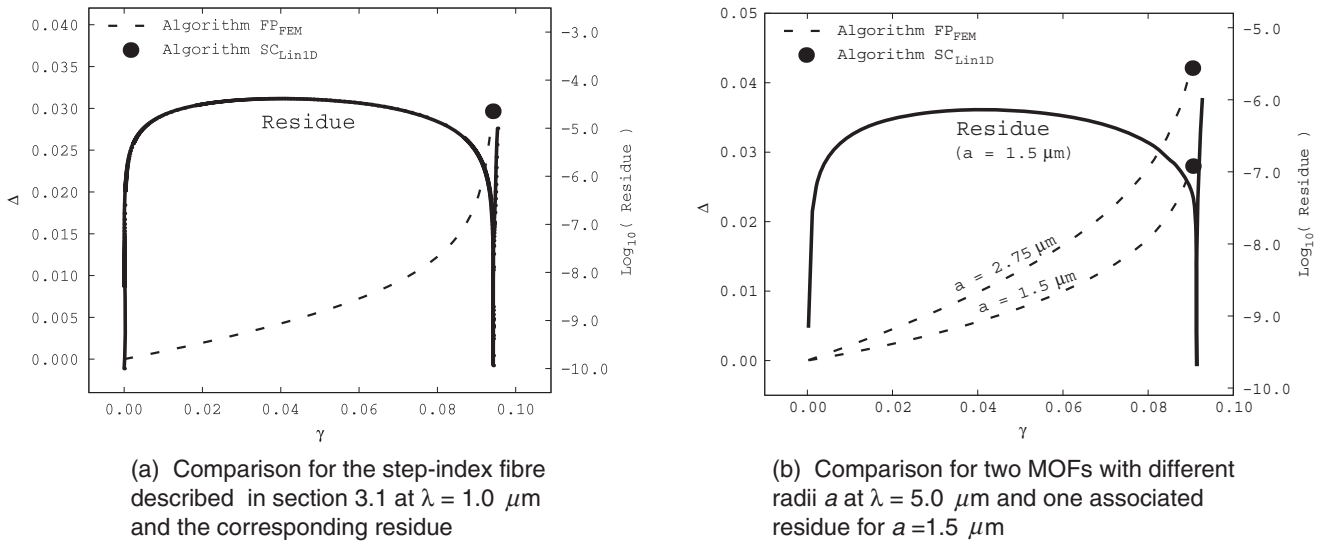 Algorithm FP_FEM
Algorithm SC_Lin1D
Residue
0.040
0.035
0.030
0.025
0.020
0.015
0.010
0.005
0.000
Δ
-3.0
-4.0
-5.0
-6.0
-7.0
-8.0
-9.0
-10.0
Log10( Residue )
0.00 0.02 0.04 0.06 0.08 0.10
γ
(a) Comparison for the step-index fibre
described in section 3.1 at λ = 1.0 μm
and the corresponding residue
Algorithm FP_FEM
Algorithm SC_Lin1D
Residue
(a = 1.5 μm)
a = 2.75 μm
a = 1.5 μm
0.05
0.04
0.03
0.02
0.01
0.00
Δ
-5.0
-6.0
-7.0
-8.0
-9.0
-10.0
Log10( Residue )
0.00 0.02 0.04 0.06 0.08 0.10
γ
(b) Comparison for two MOFs with different
radii a at λ = 5.0 μm and one associated
residue for a =1.5 μm